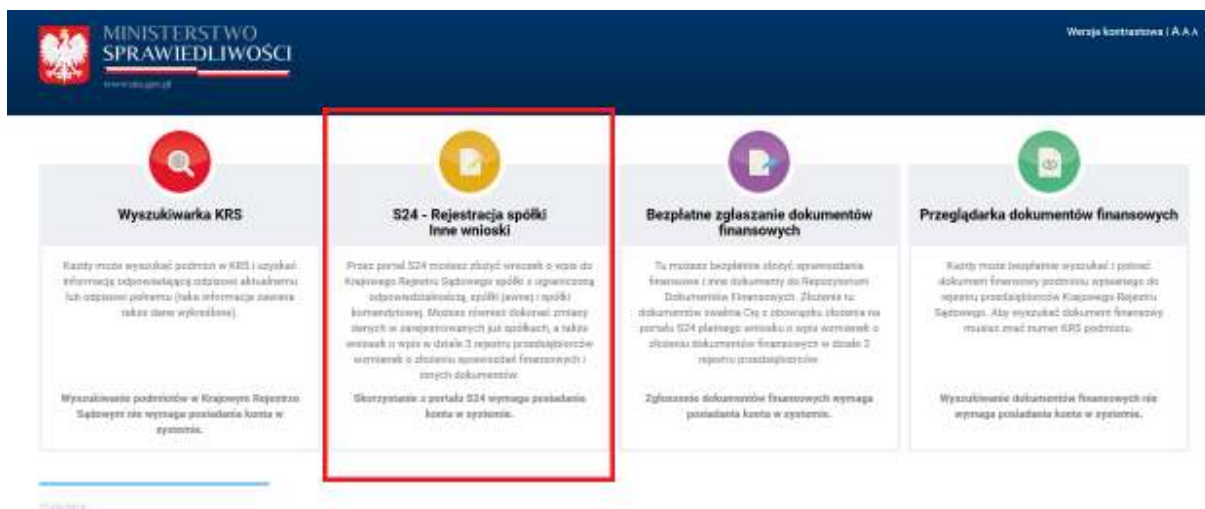 MINISTERSTWO
SPRAWIEDLIWOŚCI
www.ms.gov.pl
Wersja kontrastowa | A A A
Wyszukiwarka KRS
Każdy może wyszukać podmiot w KRS i uzyskać
informację odpowiadającą odpisowi aktualnemu
lub odpisowi pełnemu (taka informacja zawiera
także dane wykreślone).
Wyszukiwanie podmiotów w Krajowym Rejestrze
Sądowym nie wymaga posiadania konta w
systemie.
S24 - Rejestracja spółki
Inne wnioski
Przez portal S24 możesz złożyć wniosek o wpis do
Krajowego Rejestru Sądowego spółki z ograniczoną
odpowiedzialnością, spółki jawnej i spółki
komandytowej. Możesz również dokonać zmiany
danych w zarejestrowanych już spółkach, a także
wniosek o wpis w dziale 3 rejestru przedsiębiorców
wzmianek o złożeniu sprawozdań finansowych i
innych dokumentów.
Skorzystanie z portalu S24 wymaga posiadania
konta w systemie.
Bezpłatne zgłaszanie dokumentów
finansowych
Tu możesz bezpłatnie złożyć sprawozdania
finansowe i inne dokumenty do Repozytorium
Dokumentów Finansowych. Złożenie tu
dokumentów zwalnia Cię z obowiązku złożenia na
portalu S24 płatnego wniosku o wpis wzmianek o
złożeniu dokumentów finansowych w dziale 3
rejestru przedsiębiorców.
Zgłoszenie dokumentów finansowych wymaga
posiadania konta w systemie.
Przeglądarka dokumentów finansowych
Każdy może bezpłatnie wyszukać i pobrać
dokument finansowy podmiotu wpisanego do
rejestru przedsiębiorców Krajowego Rejestru
Sądowego. Aby wyszukać dokument finansowy
musisz znać numer KRS podmiotu.
Wyszukiwanie dokumentów finansowych nie
wymaga posiadania konta w systemie.